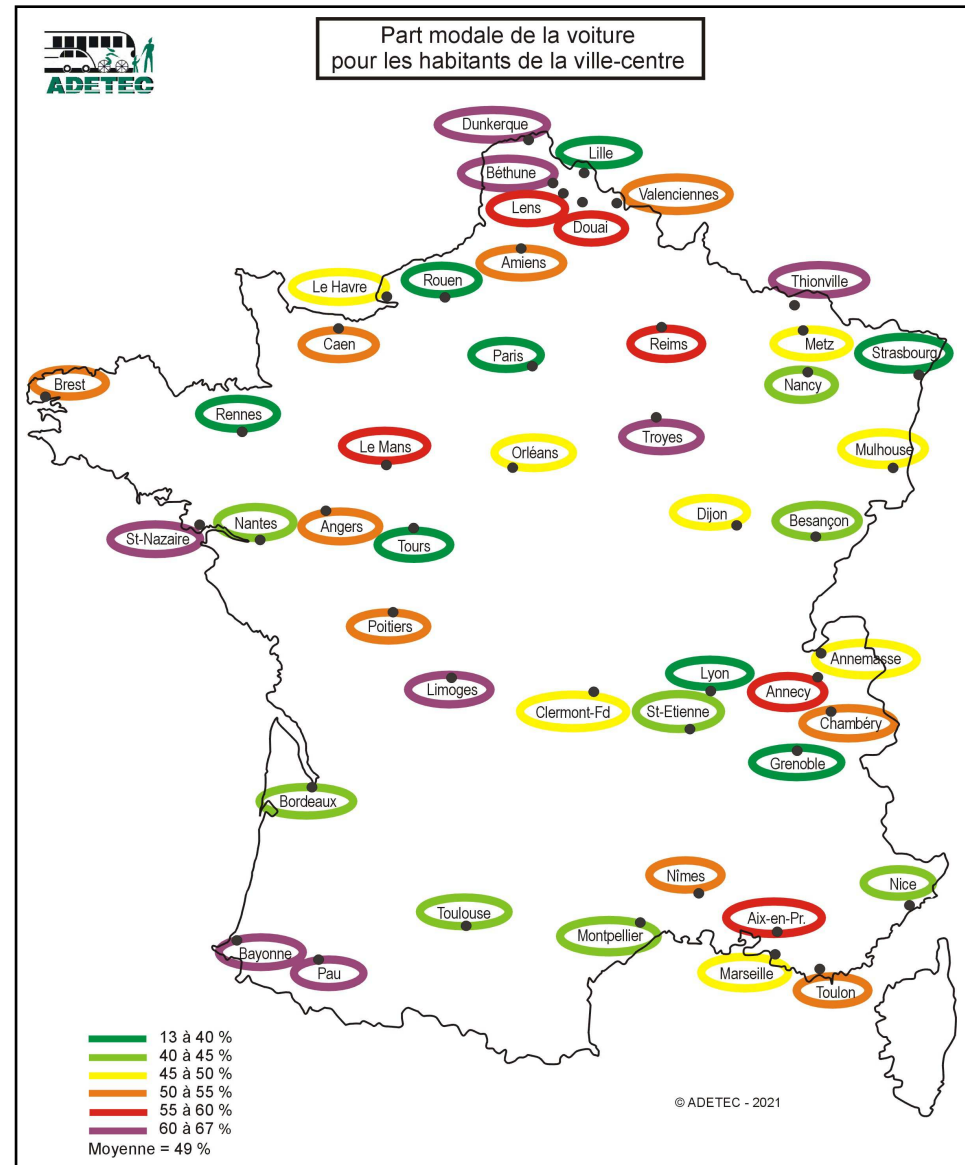 ADETEC
Part modale de la voiture
pour les habitants de la ville-centre
Dunkerque
Lille
Béthune
Valenciennes
Lens
Douai
Amiens
Thionville
Le Havre
Rouen
Caen
Paris
Reims
Metz
Strasbourg
Nancy
Brest
Rennes
Troyes
Le Mans
Orléans
Mulhouse
Dijon
Besançon
Nantes
Angers
St-Nazaire
Tours
Poitiers
Annemasse
Lyon
Limoges
Annecy
Clermont-Fd
St-Etienne
Chambéry
Grenoble
Bordeaux
Nîmes
Nice
Toulouse
Aix-en-Pr.
Montpellier
Bayonne
Pau
Marseille
Toulon
13 à 40 %
40 à 45 %
45 à 50 %
50 à 55 %
55 à 60 %
60 à 67 %
Moyenne = 49 %
© ADETEC - 2021